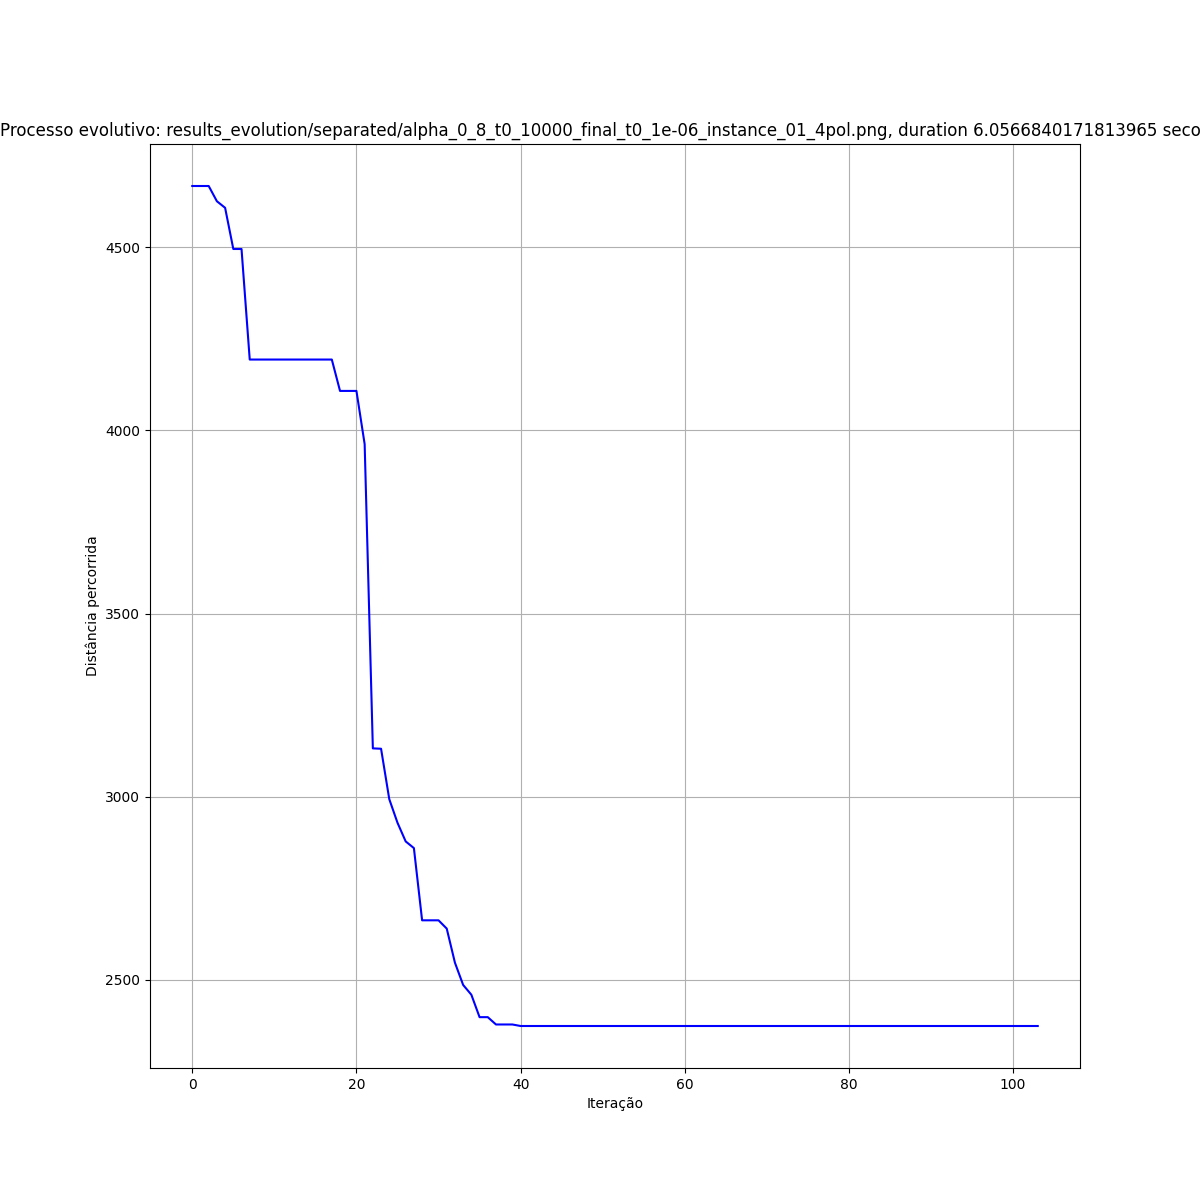 Processo evolutivo: results_evolution/separated/alpha_0_8_t0_10000_final_t0_1e-06_instance_01_4pol.png, duration 6.0566840171813965 seco
4500
4000
3500
3000
2500
Distância percorrida
0 20 40 60 80 100
Iteração